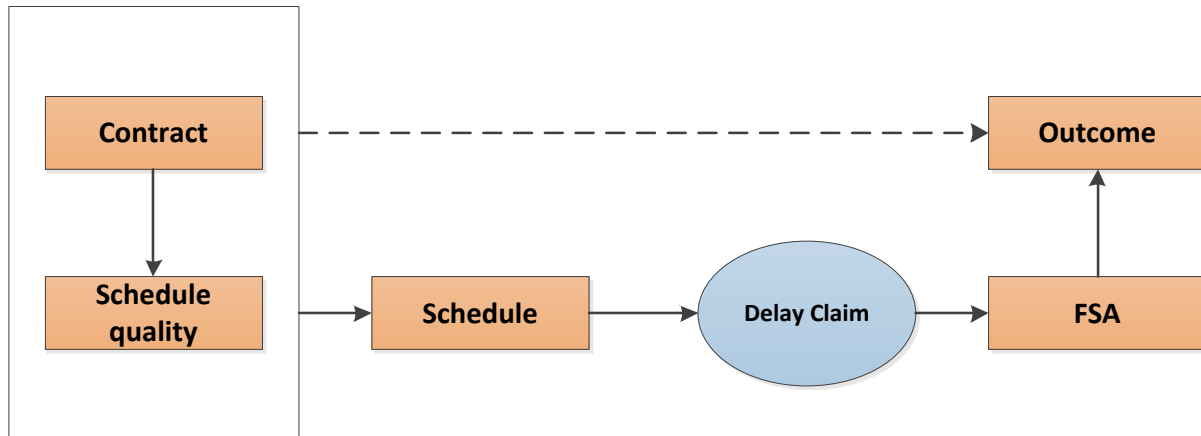 Contract
Outcome
Schedule
quality
Schedule
Delay Claim
FSA